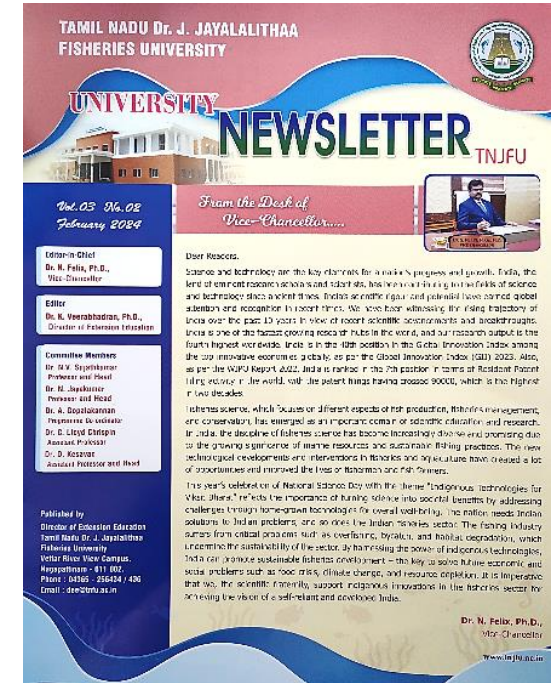 TAMIL NADU Dr. J. JAYALALITHAA
FISHERIES UNIVERSITY
UNIVERSITY
NEWSLETTER
TNJFU
Vol.03 No.02
February 2024
From the Desk of
Vice-Chancellor.....
Editor-in-Chief
Dr. N. Felix, Ph.D.,
Vice-Chancellor
Editor
Dr. K. Veerabhadran, Ph.D.,
Director of Extension Education
Committee Members
Dr. N.V. Sujathkumar
Professor and Head
Dr. N. Jayakumar
Professor and Head
Dr. A. Gopalakannan
Programme Co-ordinator
Dr. C. Lloyd Chrispin
Assistant Professor
Dr. D. Kesavan
Assistant Professor and Head
Published by
Director of Extension Education
Tamil Nadu Dr. J. Jayalalithaa
Fisheries University
Vettar River View Campus,
Nagapattinam - 611 002.
Phone : 04365 - 256434 / 436
Email : dee@tnfu.ac.in
Dear Readers,
Science and technology are the key elements for a nation's progress and growth. India, the
land of eminent research scholars and scientists, has been contributing to the fields of science
and technology since ancient times. India's scientific rigour and potential have earned global
attention and recognition in recent times. We have been witnessing the rising trajectory of
India over the past 10 years in view of recent scientific advancements and breakthroughs.
India is one of the fastest growing research hubs in the world, and our research output is the
fourth highest worldwide. India is in the 40th position in the Global Innovation Index among
the top innovative economies globally, as per the Global Innovation Index (GII) 2023. Also,
as per the WIPO Report 2022, India is ranked in the 7th position in terms of Resident Patent
Filing activity in the world, with the patent filings having crossed 90000, which is the highest
in two decades.
Fisheries science, which focuses on different aspects of fish production, fisheries management,
and conservation, has emerged as an important domain of scientific education and research.
In India, the discipline of fisheries science has become increasingly diverse and promising due
to the growing significance of marine resources and sustainable fishing practices. The new
technological developments and interventions in fisheries and aquaculture have created a lot
of opportunities and improved the lives of fishermen and fish farmers.
This year's celebration of National Science Day with the theme "Indigenous Technologies for
Viksit Bharat" reflects the importance of turning science into societal benefits by addressing
challenges through home-grown technologies for overall well-being. The nation needs Indian
solutions to Indian problems, and so does the Indian fisheries sector. The fishing industry
suffers from critical problems such as overfishing, bycatch, and habitat degradation, which
undermine the sustainability of the sector. By harnessing the power of indigenous technologies,
India can promote sustainable fisheries development – the key to solve future economic and
social problems such as food crisis, climate change, and resource depletion. It is imperative
that we, the scientific fraternity, support indigenous innovations in the fisheries sector for
achieving the vision of a self-reliant and developed India.
Dr. N. Felix, Ph.D.,
Vice-Chancellor
www.tnjfu.ac.in